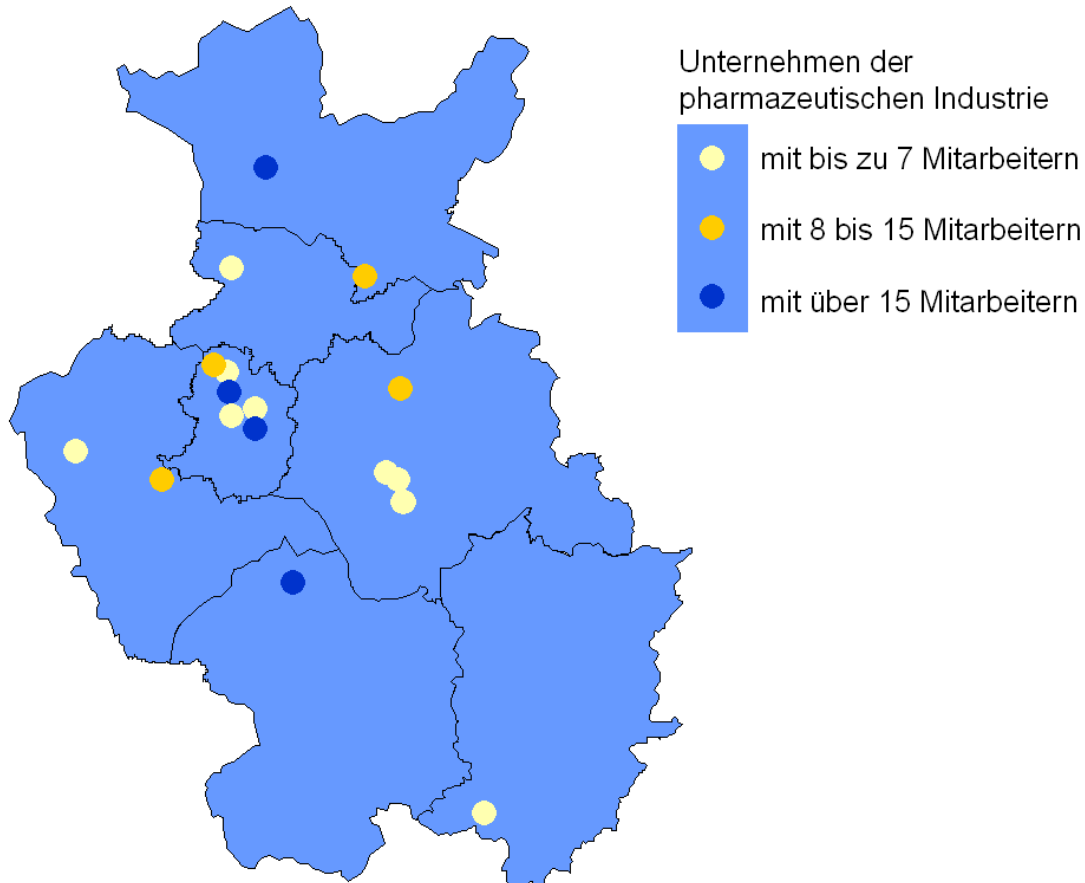 Unternehmen der
pharmazeutischen Industrie
mit bis zu 7 Mitarbeitern
mit 8 bis 15 Mitarbeitern
mit über 15 Mitarbeitern